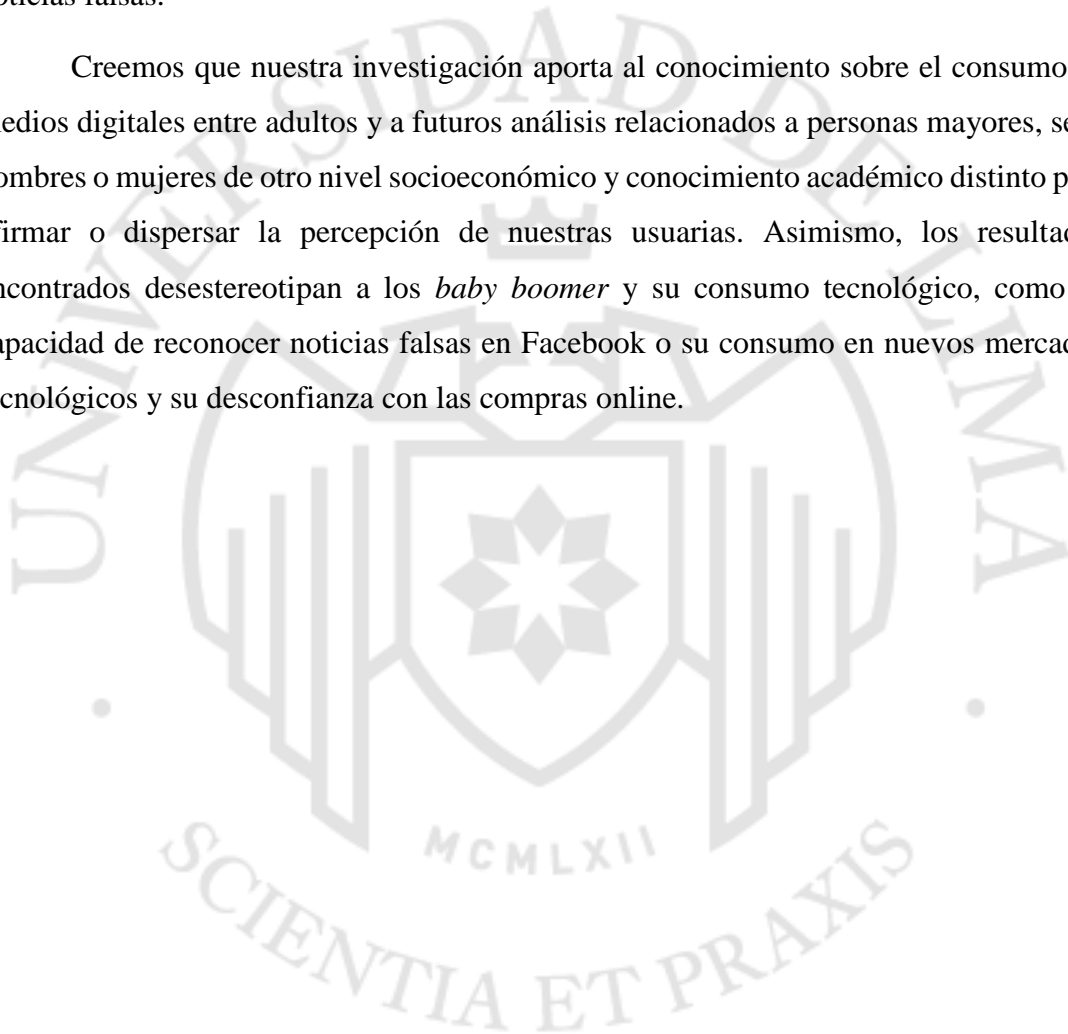 noticias falsas.
Creemos que nuestra investigación aporta al conocimiento sobre el consumo
medios digitales entre adultos y a futuros análisis relacionados a personas mayores,
hombres o mujeres de otro nivel socioeconómico y conocimiento académico distinto
afirmar o dispersar la percepción de nuestras usuarias. Asimismo, los
encontrados desestereotipan a los baby boomer y su consumo tecnológico, como
capacidad de reconocer noticias falsas en Facebook o su consumo en nuevos
tecnológicos y su desconfianza con las compras online.
UNIVERSIDAD DE LIMA
MCMLXII
SCIENTIA ET PRAXIS